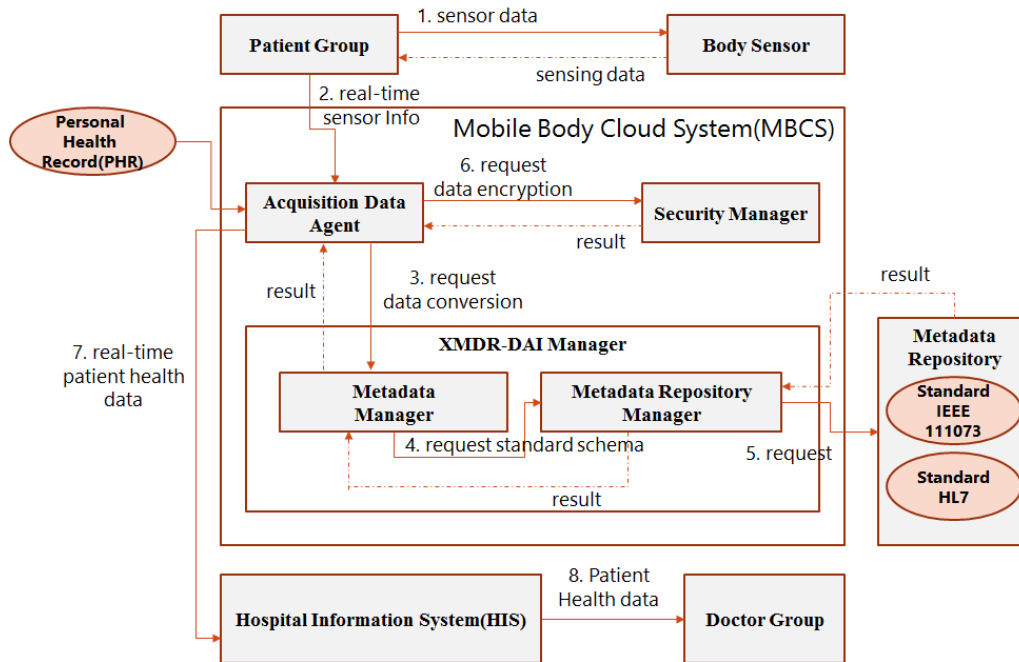 1. sensor data
Patient Group
Body Sensor
sensing data
2. real-time
sensor Info
Personal
Health
Record(PHR)
Mobile Body Cloud System(MBCS)
6. request
data encryption
Acquisition Data
Agent
Security Manager
result
3. request
data conversion
result
result
7. real-time
patient health
data
XMDR-DAI Manager
Metadata
Repository
Metadata
Manager
Metadata Repository
Manager
Standard
IEEE
111073
4. request standard schema
5. request
Standard
HL7
result
8. Patient
Health data
Hospital Information System(HIS)
Doctor Group